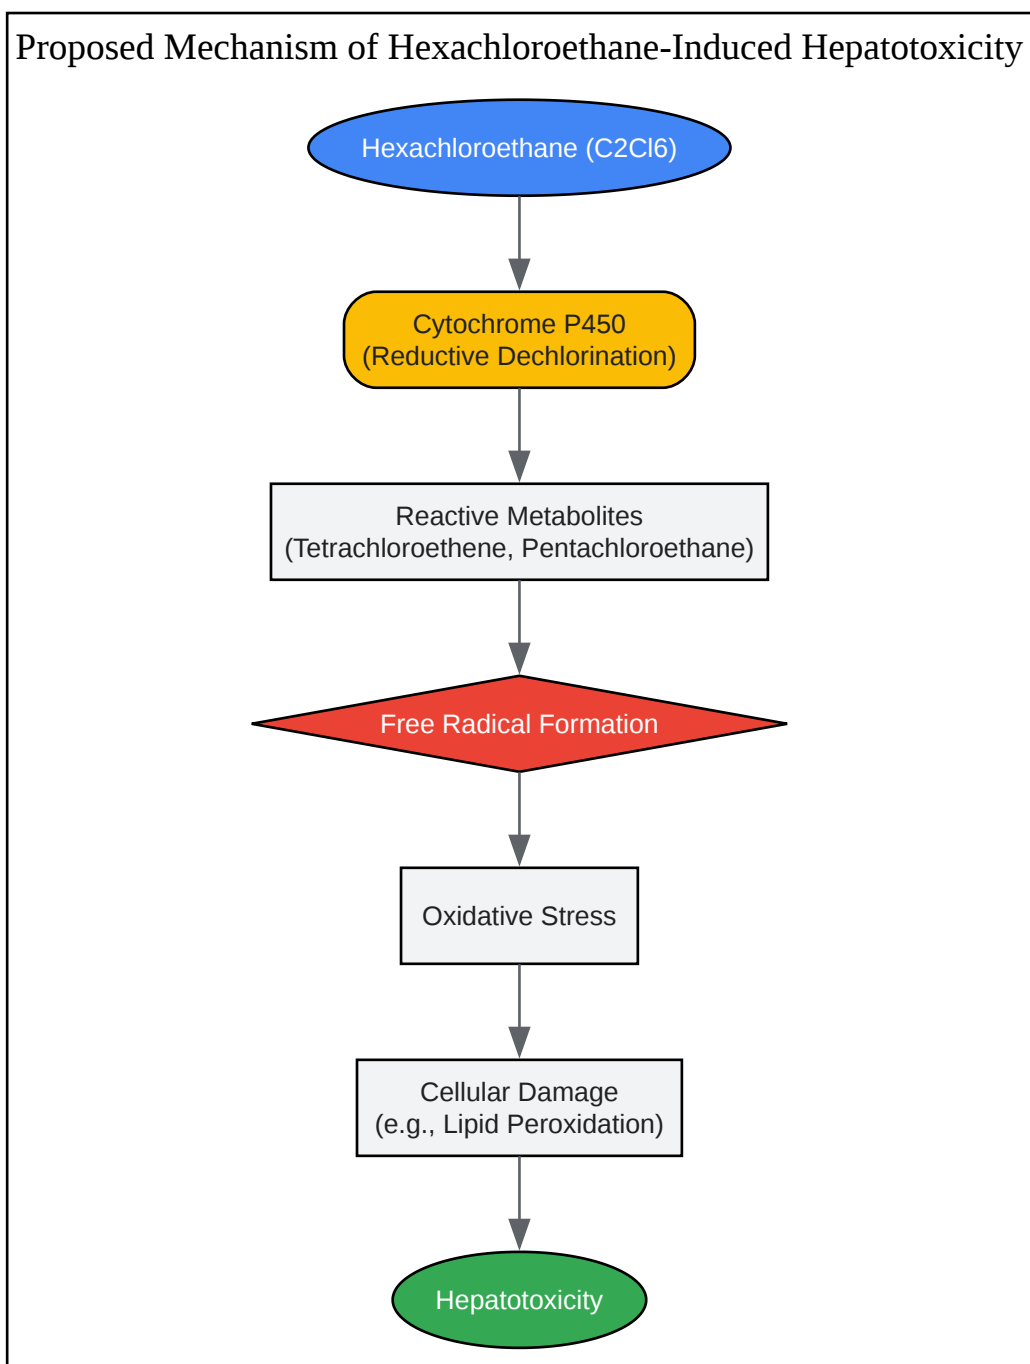 Proposed Mechanism of Hexachloroethane-Induced Hepatotoxicity
Hexachloroethane (C2Cl6)
Cytochrome P450
(Reductive Dechlorination)
Reactive Metabolites
(Tetrachloroethene, Pentachloroethane)
Free Radical Formation
Oxidative Stress
Cellular Damage
(e.g., Lipid Peroxidation)
Hepatotoxicity